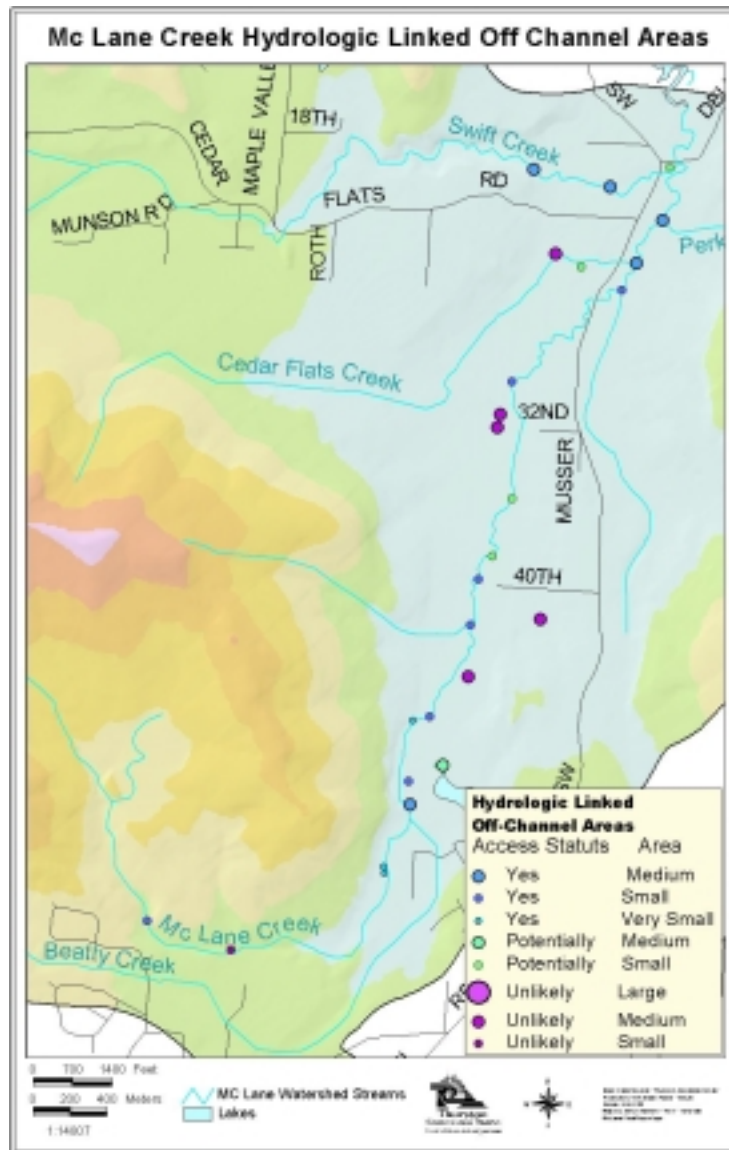 Mc Lane Creek Hydrologic Linked Off Channel Areas
18TH
SW
CEDAR
MAPLE VALLE
Swift Creek
MUNSON RD
FLATS
RD
ROTH
Perk
Cedar Flats Creek
32ND
MUSSER
40TH
SW
Mc Lane Creek
Beatty Creek
Hydrologic Linked
Off-Channel Areas
Access Statuts Area
Yes Medium
Yes Small
Yes Very Small
Potentially Medium
Potentially Small
Unlikely Large
Unlikely Medium
Unlikely Small
0 700 1400 Feet
0 200 400 Meters
MC Lane Watershed Streams
Lakes